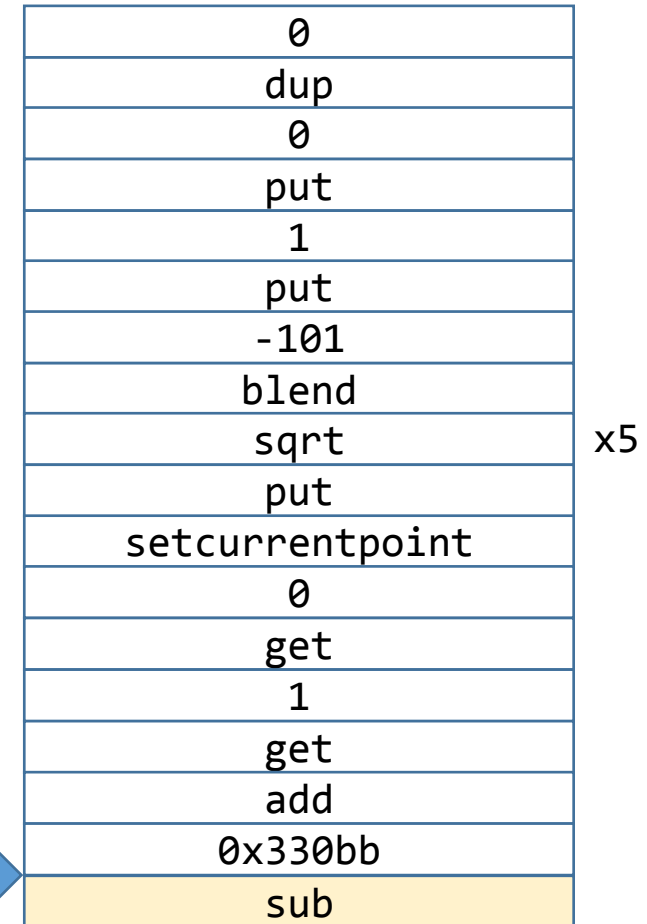 0
dup
0
put
1
put
-101
blend
sqrt x5
put
setcurrentpoint
0
get
1
get
add
0x330bb
sub